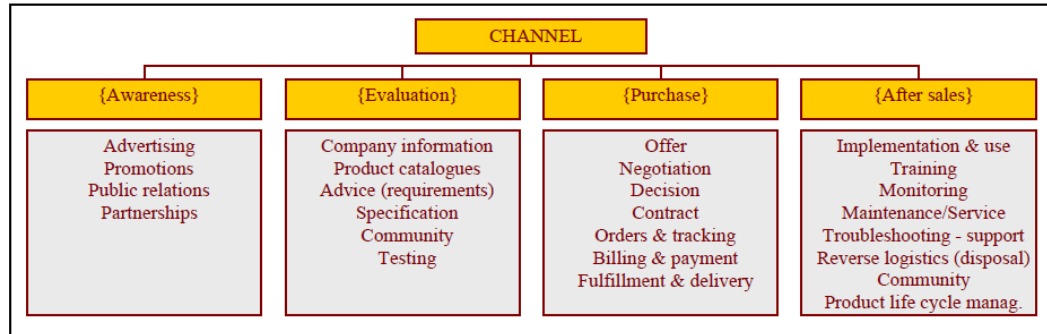 CHANNEL
{Awareness}
Advertising
Promotions
Public relations
Partnerships
{Evaluation}
Company information
Product catalogues
Advice (requirements)
Specification
Community
Testing
{Purchase}
Offer
Negotiation
Decision
Contract
Orders & tracking
Billing & payment
Fulfillment & delivery
{After sales}
Implementation & use
Training
Monitoring
Maintenance/Service
Troubleshooting - support
Reverse logistics (disposal)
Community
Product life cycle manag.